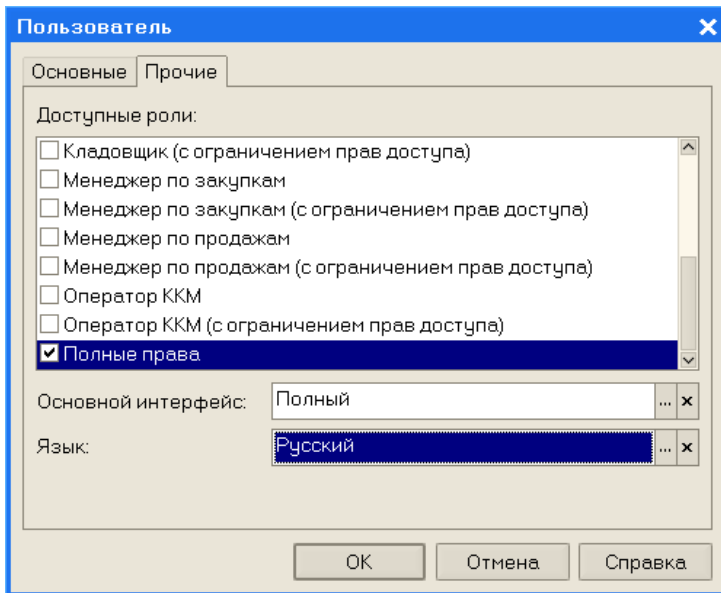 Пользователь
Основные Прочие
Доступные роли:
Кладовщик (с ограничением прав доступа)
Менеджер по закупкам
Менеджер по закупкам (с ограничением прав доступа)
Менеджер по продажам
Менеджер по продажам (с ограничением прав доступа)
Оператор ККМ
Оператор ККМ (с ограничением прав доступа)
Полные права
Основной интерфейс: Полный ... x
Язык: Русский ... x
OK Отмена Справка